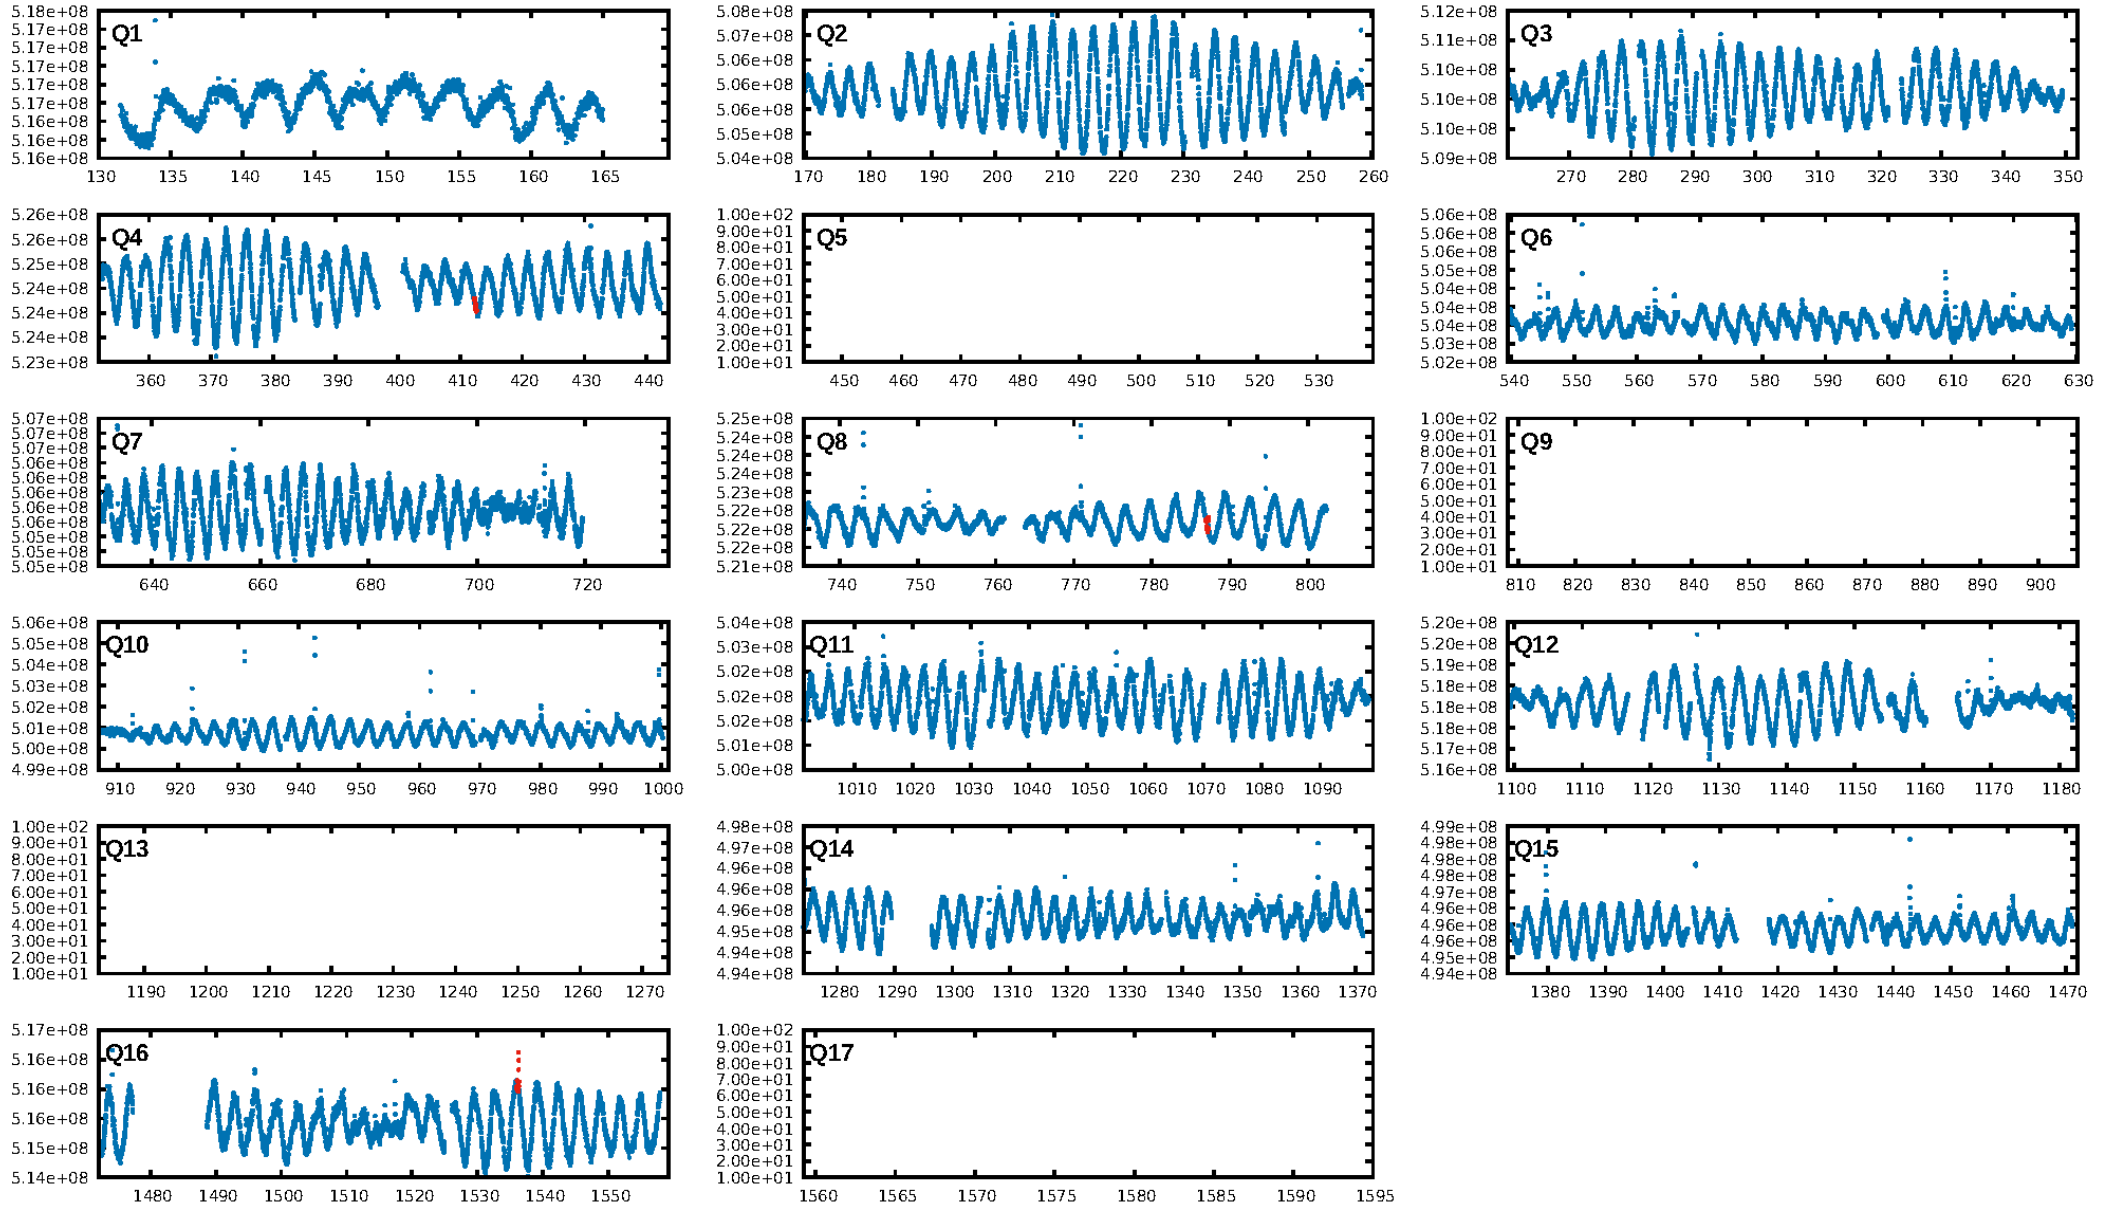 5.18e+08
5.17e+08
5.17e+08
5.17e+08
5.17e+08
5.17e+08
5.16e+08
5.16e+08
5.16e+08
Q1
130 135 140 145 150 155 160 165
5.08e+08
5.07e+08
5.06e+08
5.06e+08
5.05e+08
5.05e+08
5.04e+08
Q2
170 180 190 200 210 220 230 240 250 260
5.12e+08
5.11e+08
5.10e+08
5.10e+08
5.10e+08
5.09e+08
Q3
270 280 290 300 310 320 330 340 350
5.26e+08
5.26e+08
5.25e+08
5.24e+08
5.24e+08
5.24e+08
5.23e+08
Q4
360 370 380 390 400 410 420 430 440
1.00e+02
9.00e+01
8.00e+01
7.00e+01
6.00e+01
5.00e+01
4.00e+01
3.00e+01
2.00e+01
1.00e+01
Q5
450 460 470 480 490 500 510 520 530
5.06e+08
5.06e+08
5.05e+08
5.05e+08
5.04e+08
5.04e+08
5.03e+08
5.03e+08
5.02e+08
Q6
540 550 560 570 580 590 600 610 620 630
5.07e+08
5.07e+08
5.07e+08
5.06e+08
5.06e+08
5.06e+08
5.06e+08
5.06e+08
5.05e+08
5.05e+08
5.05e+08
Q7
640 660 680 700 720
5.25e+08
5.24e+08
5.24e+08
5.23e+08
5.23e+08
5.22e+08
5.22e+08
5.21e+08
5.21e+08
Q8
740 750 760 770 780 790 800
1.00e+02
9.00e+01
8.00e+01
7.00e+01
6.00e+01
5.00e+01
4.00e+01
3.00e+01
2.00e+01
1.00e+01
Q9
810 820 830 840 850 860 870 880 890 900
5.06e+08
5.05e+08
5.04e+08
5.03e+08
5.02e+08
5.01e+08
5.00e+08
4.99e+08
Q10
910 920 930 940 950 960 970 980 990 1000
5.04e+08
5.03e+08
5.02e+08
5.02e+08
5.02e+08
5.01e+08
5.00e+08
Q11
1010 1020 1030 1040 1050 1060 1070 1080 1090
5.20e+08
5.20e+08
5.19e+08
5.18e+08
5.18e+08
5.18e+08
5.17e+08
5.16e+08
Q12
1100 1110 1120 1130 1140 1150 1160 1170 1180
1.00e+02
9.00e+01
8.00e+01
7.00e+01
6.00e+01
5.00e+01
4.00e+01
3.00e+01
2.00e+01
1.00e+01
Q13
1190 1200 1210 1220 1230 1240 1250 1260 1270
4.98e+08
4.97e+08
4.96e+08
4.96e+08
4.96e+08
4.95e+08
4.94e+08
4.94e+08
Q14
1280 1290 1300 1310 1320 1330 1340 1350 1360 1370
4.99e+08
4.98e+08
4.98e+08
4.98e+08
4.97e+08
4.96e+08
4.96e+08
4.96e+08
4.95e+08
4.94e+08
Q15
1380 1390 1400 1410 1420 1430 1440 1450 1460 1470
5.17e+08
5.16e+08
5.16e+08
5.16e+08
5.15e+08
5.14e+08
Q16
1480 1490 1500 1510 1520 1530 1540 1550
1.00e+02
9.00e+01
8.00e+01
7.00e+01
6.00e+01
5.00e+01
4.00e+01
3.00e+01
2.00e+01
1.00e+01
Q17
1560 1565 1570 1575 1580 1585 1590 1595